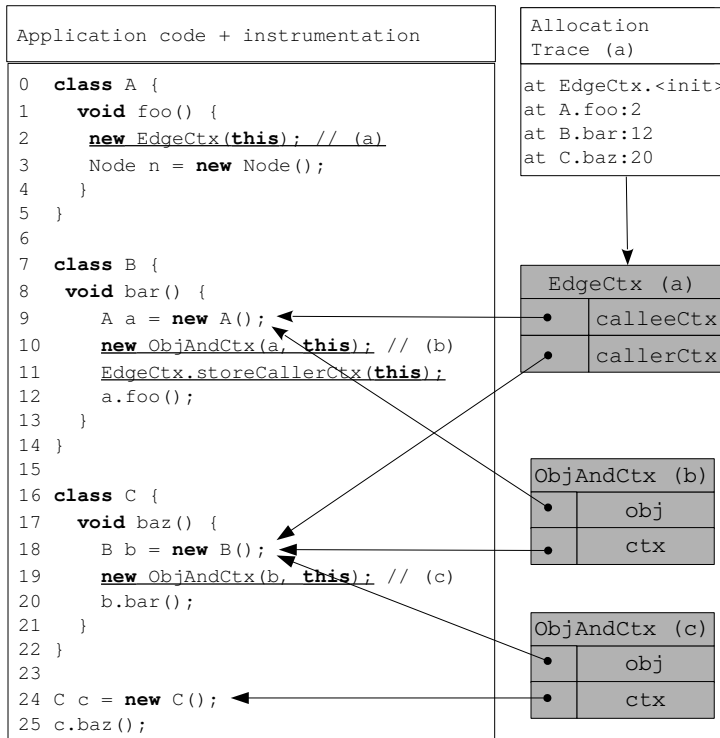 Application code + instrumentation
0 class A {
1 void foo() {
2 new EdgeCtx(this); // (a)
3 Node n = new Node();
4 }
5 }
6
7 class B {
8 void bar() {
9 A a = new A();
10 new ObjAndCtx(a, this); // (b)
11 EdgeCtx.storeCallerCtx(this);
12 a.foo();
13 }
14 }
15
16 class C {
17 void baz() {
18 B b = new B();
19 new ObjAndCtx(b, this); // (c)
20 b.bar();
21 }
22 }
23
24 C c = new C();
25 c.baz();
Allocation
Trace (a)
at EdgeCtx.<init>
at A.foo:2
at B.bar:12
at C.baz:20
EdgeCtx (a)
calleeCtx
callerCtx
ObjAndCtx (b)
obj
ctx
ObjAndCtx (c)
obj
ctx